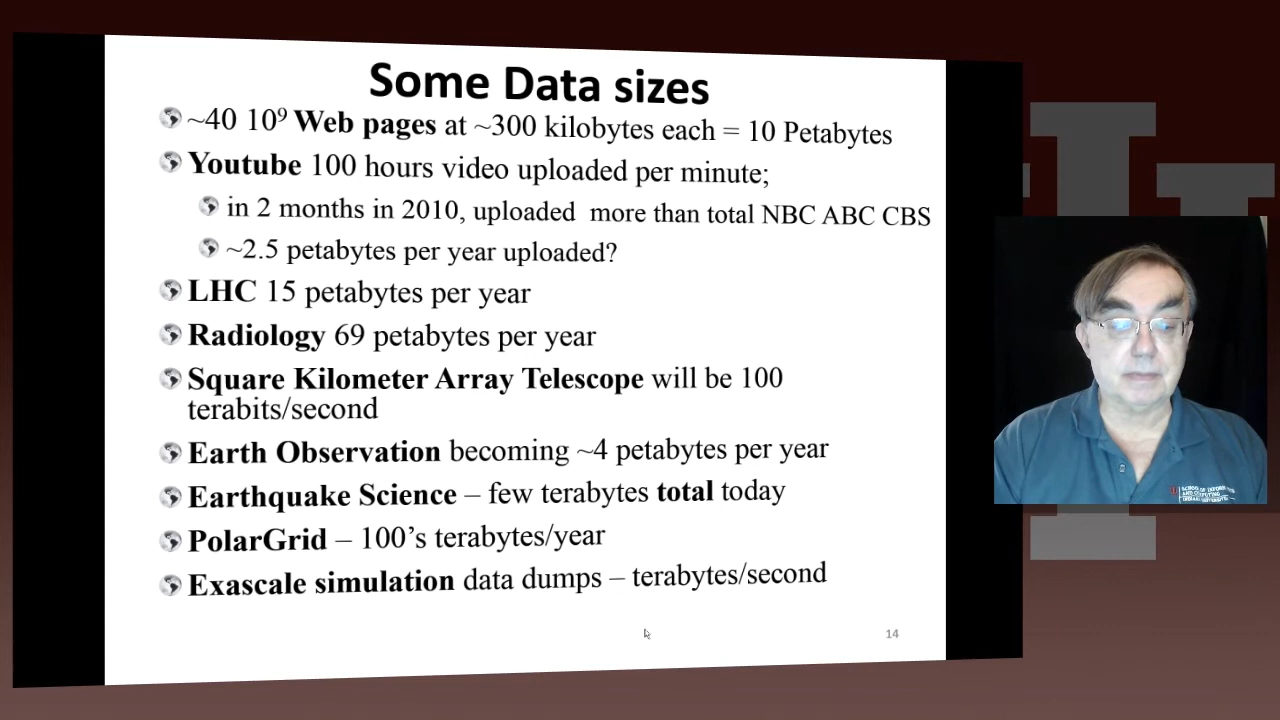 Some Data sizes
~40 10⁹ Web pages at ~300 kilobytes each = 10 Petabytes
Youtube 100 hours video uploaded per minute;
in 2 months in 2010, uploaded more than total NBC ABC CBS
~2.5 petabytes per year uploaded?
LHC 15 petabytes per year
Radiology 69 petabytes per year
Square Kilometer Array Telescope will be 100
terabits/second
Earth Observation becoming ~4 petabytes per year
Earthquake Science – few terabytes total today
PolarGrid – 100’s terabytes/year
Exascale simulation data dumps – terabytes/second
14
SCHOOL OF
AND COMPUTING